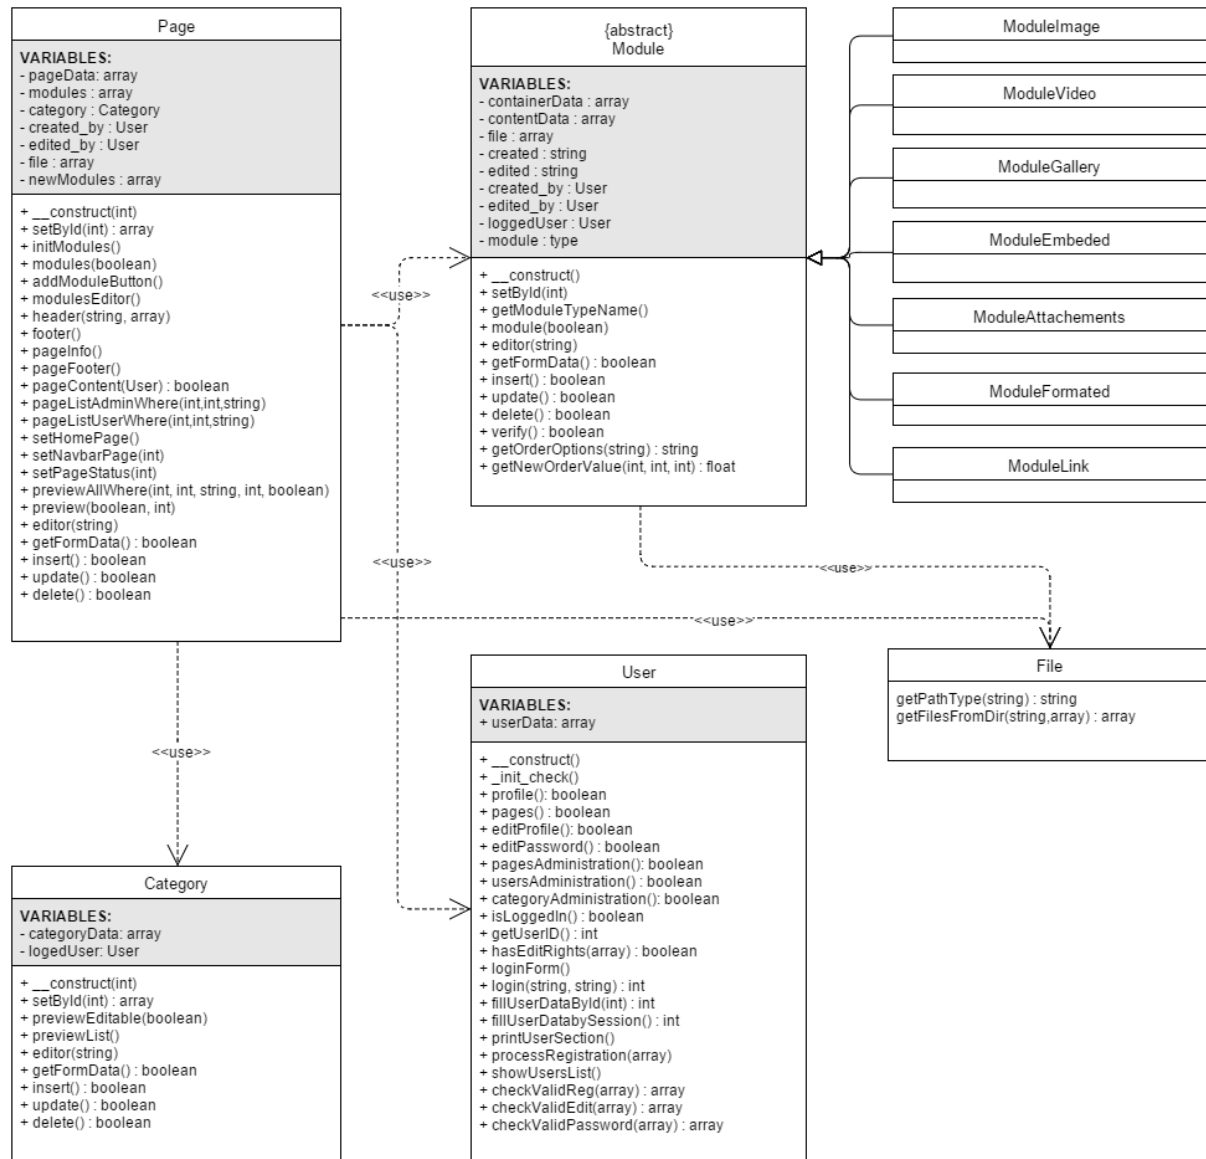 Page
VARIABLES:
- pageData: array
- modules : array
- category : Category
- created_by : User
- edited_by : User
- file : array
- newModules : array
+ __construct(int)
+ setById(int) : array
+ initModules()
+ modules(boolean)
+ addModuleButton()
+ modulesEditor()
+ header(string, array)
+ footer()
+ pageInfo()
+ pageFooter()
+ pageContent(User) : boolean
+ pageListAdminWhere(int,int,string)
+ pageListUserWhere(int,int,string)
+ setHomePage()
+ setNavbarPage(int)
+ setPageStatus(int)
+ previewAllWhere(int, int, string, int, boolean)
+ preview(boolean, int)
+ editor(string)
+ getFormData() : boolean
+ insert() : boolean
+ update() : boolean
+ delete() : boolean
{abstract}
Module
VARIABLES:
- containerData : array
- contentData : array
- file : array
- created : string
- edited : string
- created_by : User
- edited_by : User
- loggedUser : User
- module : type
+ __construct()
+ setById(int)
+ getModuleTypeName()
+ module(boolean)
+ editor(string)
+ getFormData() : boolean
+ insert() : boolean
+ update() : boolean
+ delete() : boolean
+ verify() : boolean
+ getOrderOptions(string) : string
+ getNewOrderValue(int, int, int) : float
ModuleImage
ModuleVideo
ModuleGallery
ModuleEmbeded
ModuleAttachements
ModuleFormated
ModuleLink
<<use>>
<<use>>
<<use>>
<<use>>
<<use>>
File
getPathType(string) : string
getFilesFromDir(string,array) : array
User
VARIABLES:
+ userData: array
+ __construct()
+ _init_check()
+ profile(): boolean
+ pages() : boolean
+ editProfile(): boolean
+ editPassword() : boolean
+ pagesAdministration(): boolean
+ usersAdministration() : boolean
+ categoryAdministration(): boolean
+ isLoggedIn() : boolean
+ getUserID() : int
+ hasEditRights(array) : boolean
+ loginForm()
+ login(string, string) : int
+ fillUserDataById(int) : int
+ fillUserDatabySession() : int
+ printUserSection()
+ processRegistration(array)
+ showUsersList()
+ checkValidReg(array) : array
+ checkValidEdit(array) : array
+ checkValidPassword(array) : array
Category
VARIABLES:
- categoryData: array
- logedUser: User
+ __construct(int)
+ setById(int) : array
+ previewEditable(boolean)
+ previewList()
+ editor(string)
+ getFormData() : boolean
+ insert() : boolean
+ update() : boolean
+ delete() : boolean